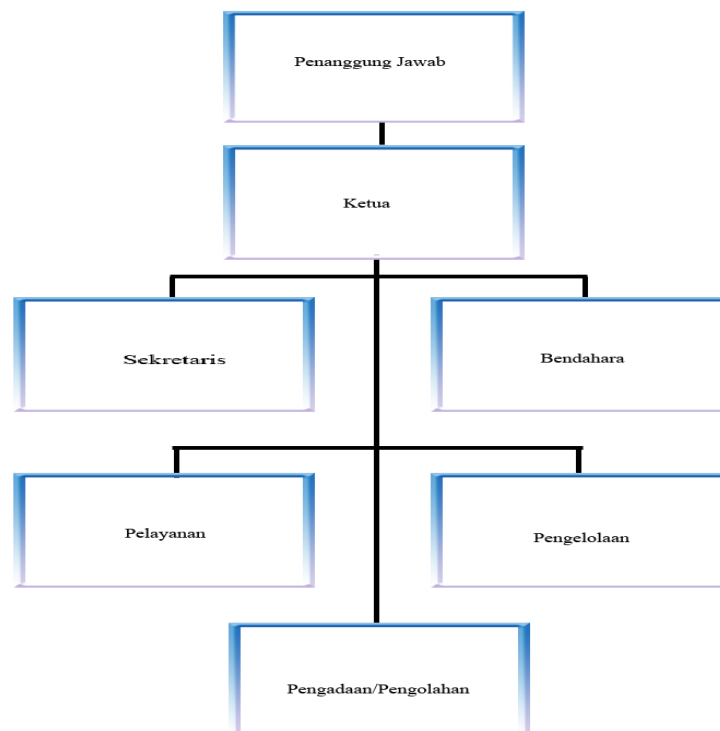 Penanggung Jawab
Ketua
Sekretaris
Bendahara
Pelayanan
Pengelolaan
Pengadaan/Pengolahan